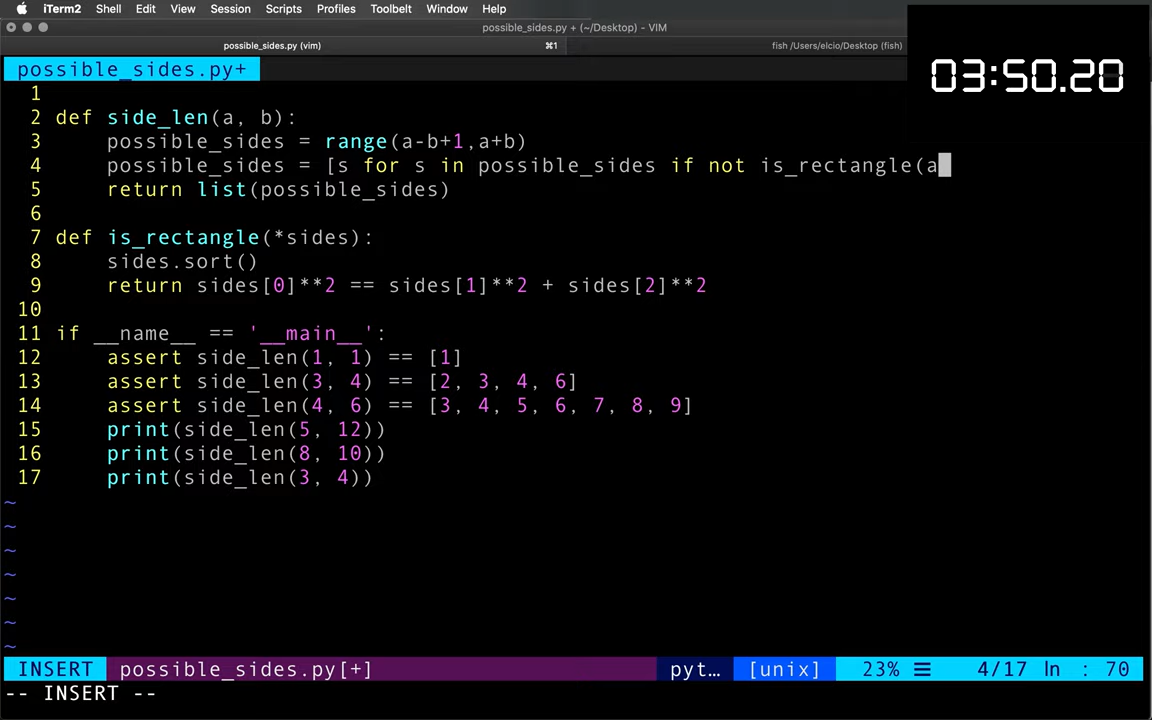 iTerm2 Shell Edit View Session Scripts Profiles Toolbelt Window Help
possible_sides.py + (~/Desktop) - VIM
possible_sides.py (vim) ⌘1 fish /Users/elcio/Desktop (fish)
03:50.20
possible_sides.py+
1
2 def side_len(a, b):
3     possible_sides = range(a-b+1,a+b)
4     possible_sides = [s for s in possible_sides if not is_rectangle(a
5     return list(possible_sides)
6
7 def is_rectangle(*sides):
8     sides.sort()
9     return sides[0]**2 == sides[1]**2 + sides[2]**2
10
11 if __name__ == '__main__':
12     assert side_len(1, 1) == [1]
13     assert side_len(3, 4) == [2, 3, 4, 6]
14     assert side_len(4, 6) == [3, 4, 5, 6, 7, 8, 9]
15     print(side_len(5, 12))
16     print(side_len(8, 10))
17     print(side_len(3, 4))
~
~
~
~
~
~
~
INSERT possible_sides.py[+] pyt… [unix] 23% ☰ 4/17 ln : 70
-- INSERT --